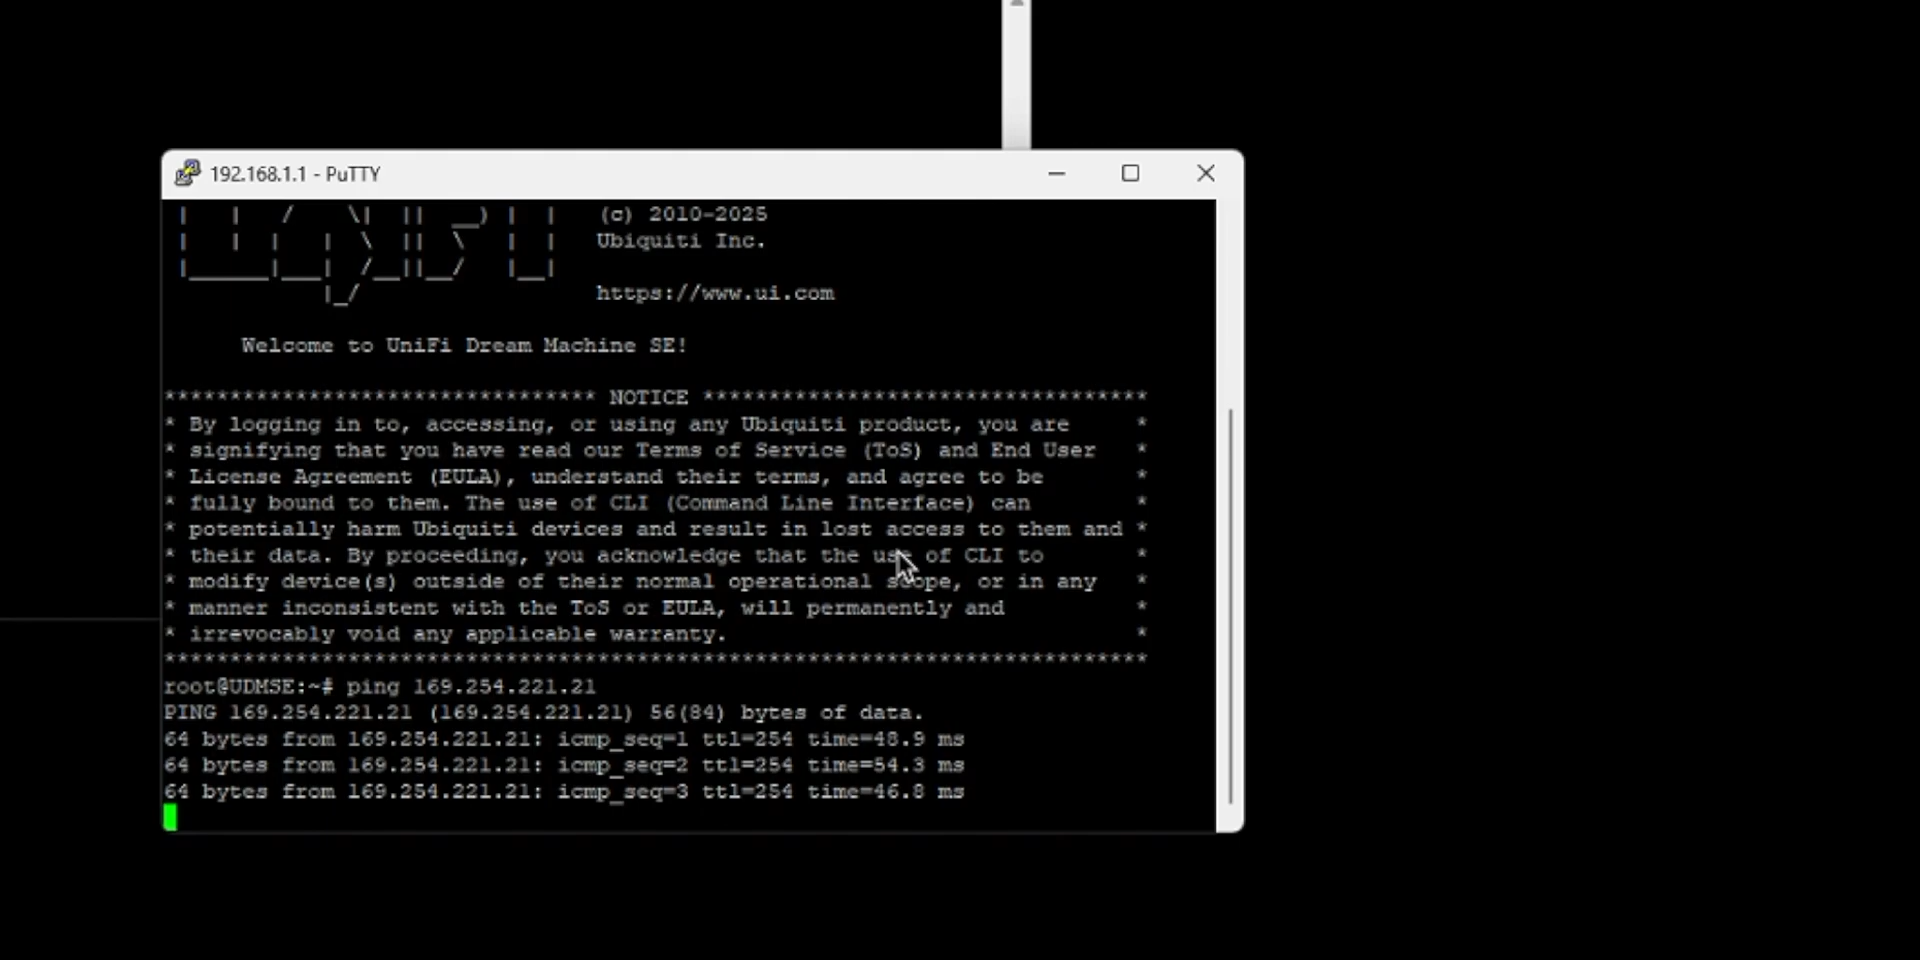 192.168.1.1 - PuTTY
|   |   /    \|  ||  __) |  |   (c) 2010-2025
|   |  |   |  \  ||  \   |  |   Ubiquiti Inc.
|______|___|  /__||__/   |__|
           |_/                  https://www.ui.com
Welcome to UniFi Dream Machine SE!
********************************* NOTICE **********************************
* By logging in to, accessing, or using any Ubiquiti product, you are     *
* signifying that you have read our Terms of Service (ToS) and End User   *
* License Agreement (EULA), understand their terms, and agree to be       *
* fully bound to them. The use of CLI (Command Line Interface) can        *
* potentially harm Ubiquiti devices and result in lost access to them and *
* their data. By proceeding, you acknowledge that the use of CLI to       *
* modify device(s) outside of their normal operational scope, or in any   *
* manner inconsistent with the ToS or EULA, will permanently and          *
* irrevocably void any applicable warranty.                               *
***************************************************************************
root@UDMSE:~# ping 169.254.221.21
PING 169.254.221.21 (169.254.221.21) 56(84) bytes of data.
64 bytes from 169.254.221.21: icmp_seq=1 ttl=254 time=48.9 ms
64 bytes from 169.254.221.21: icmp_seq=2 ttl=254 time=54.3 ms
64 bytes from 169.254.221.21: icmp_seq=3 ttl=254 time=46.8 ms